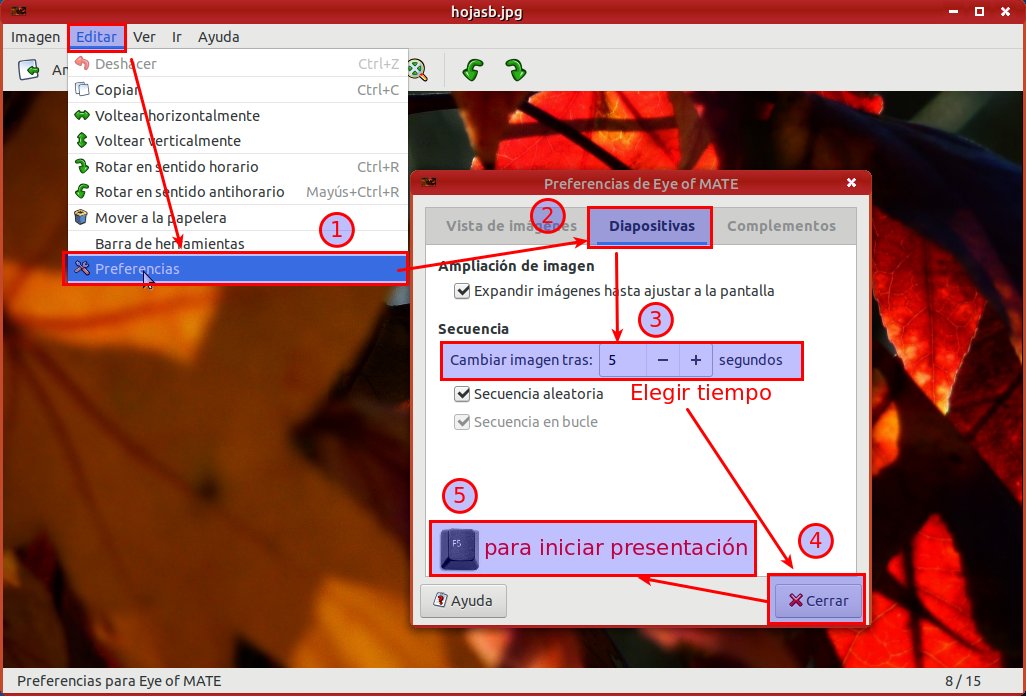 hojasb.jpg
Imagen Editar Ver Ir Ayuda
Deshacer Ctrl+Z
Copiar Ctrl+C
Voltear horizontalmente
Voltear verticalmente
Rotar en sentido horario Ctrl+R
Rotar en sentido antihorario Mayús+Ctrl+R
Mover a la papelera
Barra de herramientas
Preferencias
1
Preferencias de Eye of MATE
2
Vista de imágenes Diapositivas Complementos
Ampliación de imagen
Expandir imágenes hasta ajustar a la pantalla
3
Secuencia
Cambiar imagen tras: 5 − + segundos
Secuencia aleatoria
Elegir tiempo
Secuencia en bucle
5
4
F5 para iniciar presentación
Ayuda
Cerrar
Preferencias para Eye of MATE
8 / 15